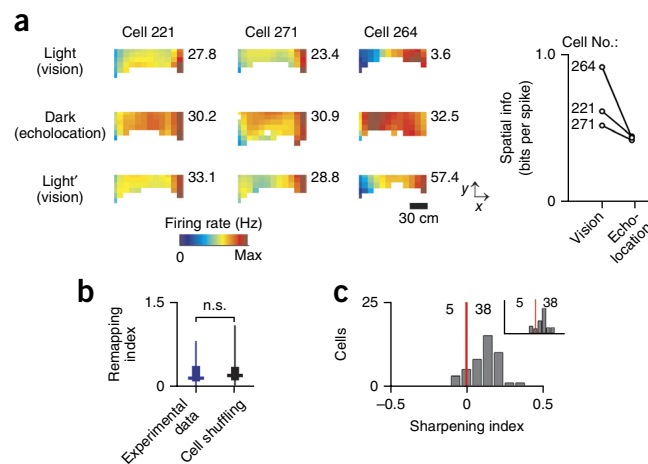 a
Cell 221 Cell 271 Cell 264
Light (vision) 27.8 23.4 3.6
Dark (echolocation) 30.2 30.9 32.5
Light′ (vision) 33.1 28.8 57.4
y
x
30 cm
Firing rate (Hz)
0 Max
Cell No.:
1.0
264
221
271
0
Spatial info
(bits per spike)
Vision
Echo-
location
b
1.5
n.s.
Remapping
index
0
Experimental
data
Cell shuffling
c
25
5 38
5 38
Cells
0
–0.5 0 0.5
Sharpening index